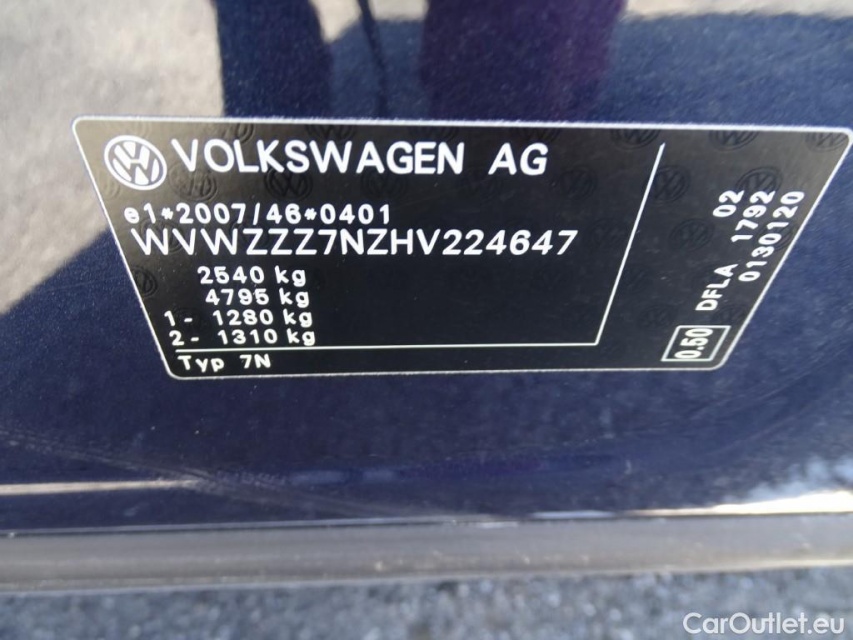 VOLKSWAGEN AG
e1*2007/46*0401
WVWZZZ7NZHV224647
2540 kg
4795 kg
1- 1280 kg
2- 1310 kg
Typ 7N
02
DFLA 1792
0130120
0.50
CarOutlet.eu